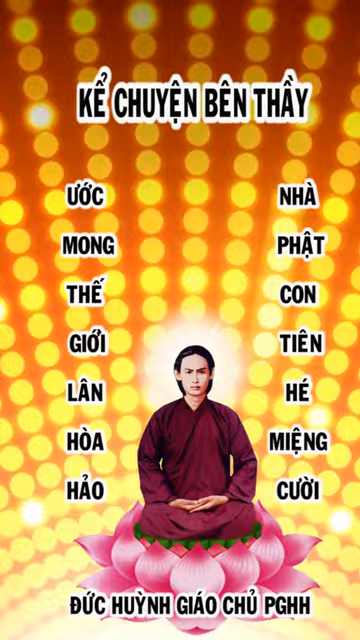 KỂ CHUYỆN BÊN THẦY
ƯỚC
MONG
THẾ
GIỚI
LÂN
HÒA
HẢO
NHÀ
PHẬT
CON
TIÊN
HÉ
MIỆNG
CƯỜI
ĐỨC HUỲNH GIÁO CHỦ PGHH